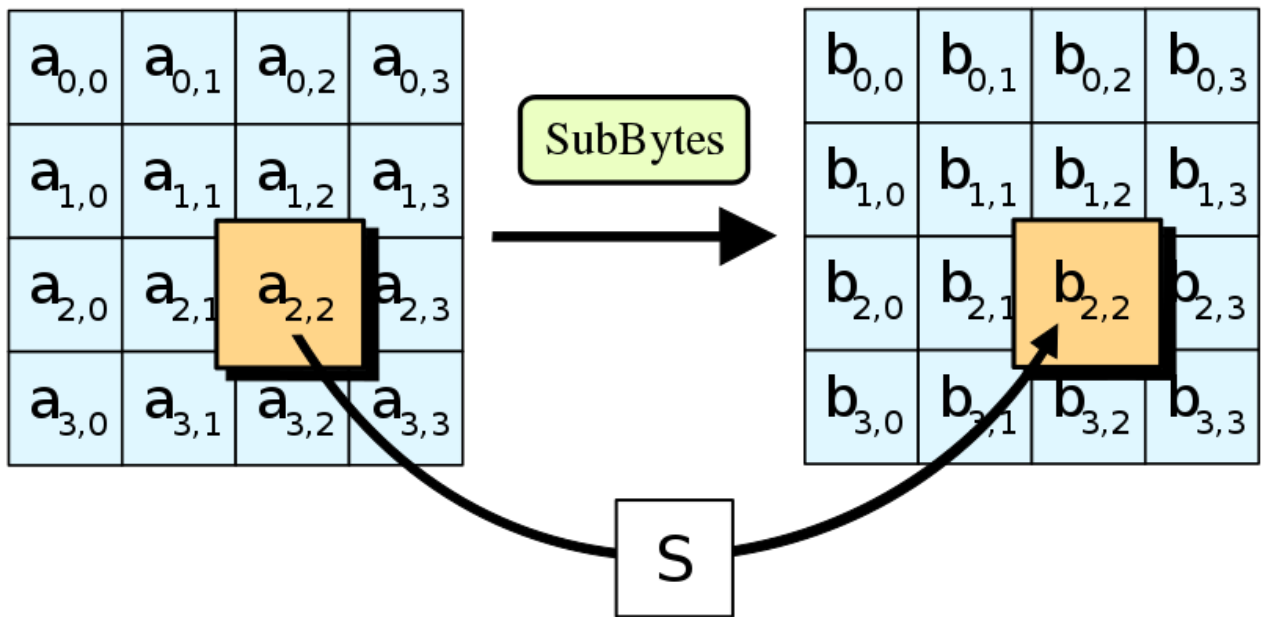 a0,0 a0,1 a0,2 a0,3
a1,0 a1,1 a1,2 a1,3
a2,0 a2,1 a2,2 a2,3
a3,0 a3,1 a3,2 a3,3
SubBytes
b0,0 b0,1 b0,2 b0,3
b1,0 b1,1 b1,2 b1,3
b2,0 b2,1 b2,2 b2,3
b3,0 b3,1 b3,2 b3,3
S